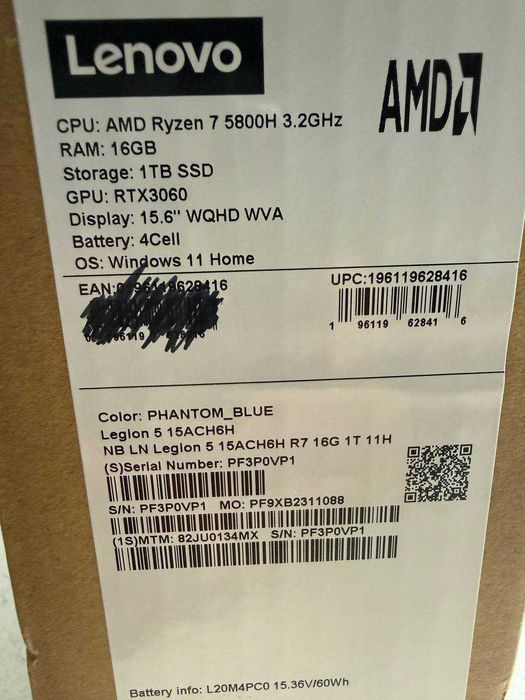 Lenovo
AMD
CPU: AMD Ryzen 7 5800H 3.2GHz
RAM: 16GB
Storage: 1TB SSD
GPU: RTX3060
Display: 15.6" WQHD WVA
Battery: 4Cell
OS: Windows 11 Home
EAN:
UPC:196119628416
1 96119 62841 6
Color: PHANTOM_BLUE
Legion 5 15ACH6H
NB LN Legion 5 15ACH6H R7 16G 1T 11H
(S)Serial Number: PF3P0VP1
S/N: PF3P0VP1 MO: PF9XB2311088
(1S)MTM: 82JU0134MX S/N: PF3P0VP1
Battery info: L20M4PC0 15.36V/60Wh